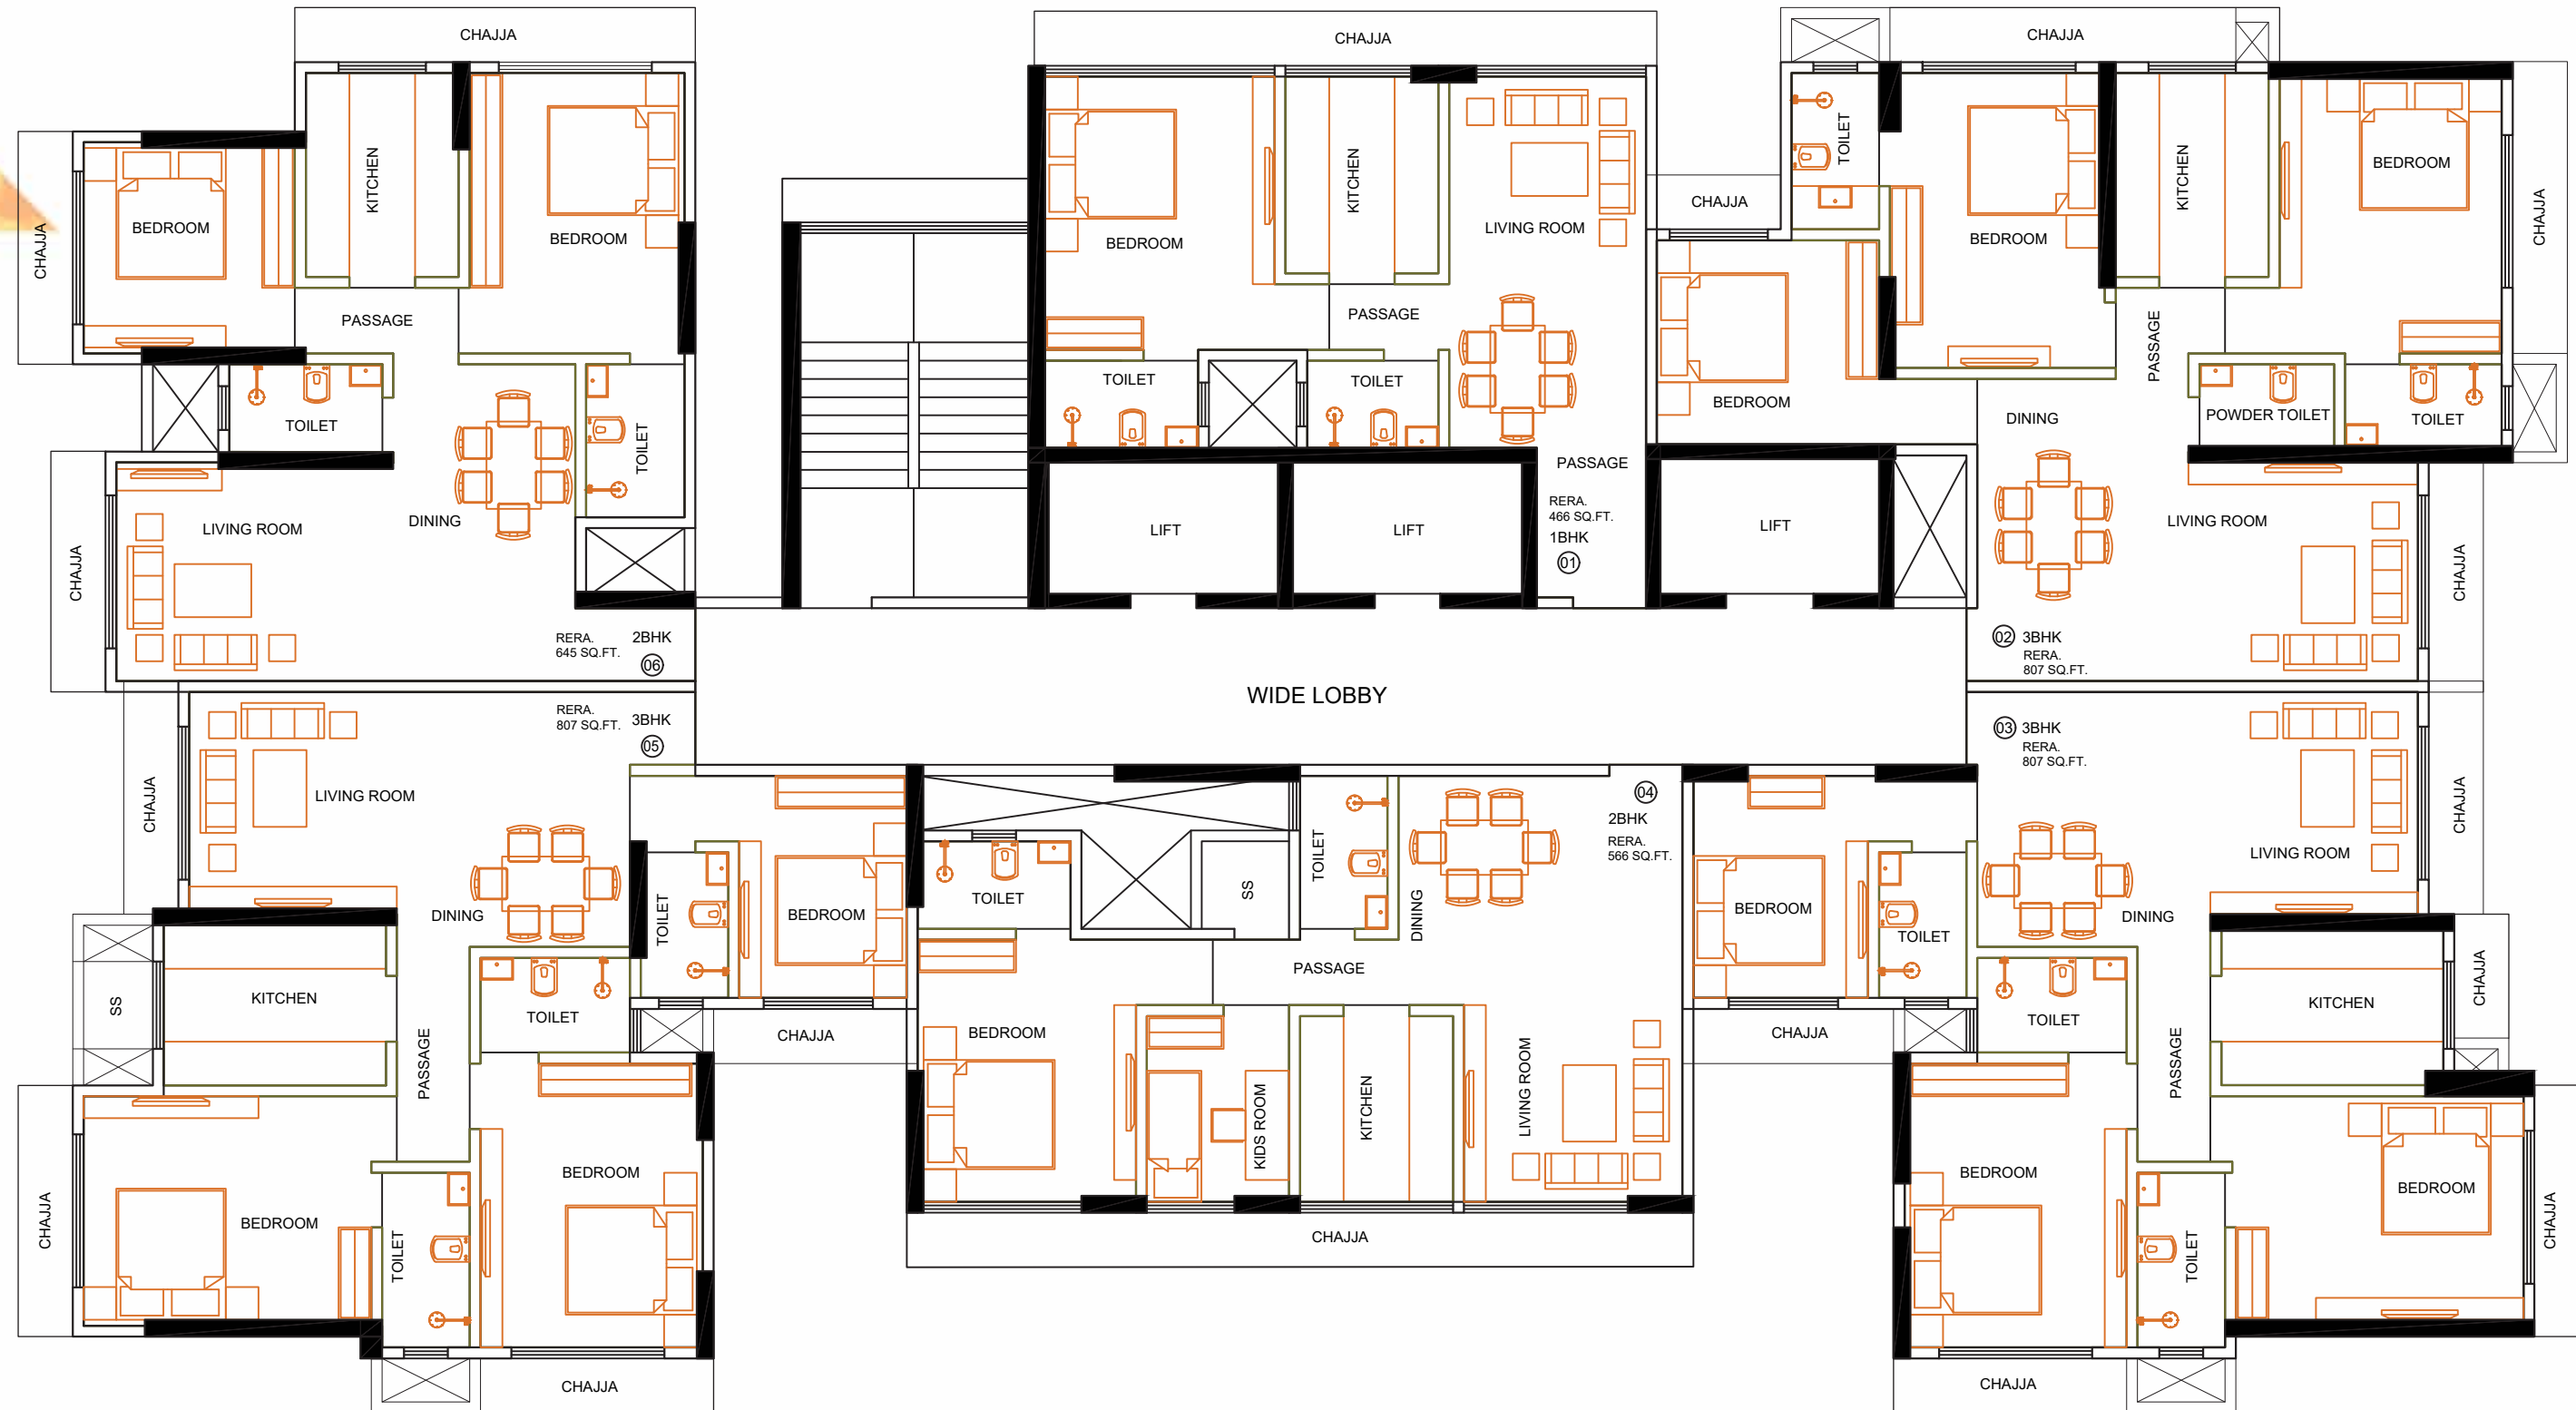 CHAJJA
CHAJJA
CHAJJA
KITCHEN
BEDROOM
BEDROOM
CHAJJA
PASSAGE
TOILET
TOILET
LIVING ROOM
DINING
CHAJJA
RERA.
645 SQ.FT.
2BHK
06
BEDROOM
KITCHEN
LIVING ROOM
PASSAGE
TOILET
TOILET
PASSAGE
RERA.
466 SQ.FT.
1BHK
01
LIFT
LIFT
LIFT
CHAJJA
TOILET
BEDROOM
BEDROOM
KITCHEN
BEDROOM
CHAJJA
PASSAGE
DINING
POWDER TOILET
TOILET
LIVING ROOM
CHAJJA
02
3BHK
RERA.
807 SQ.FT.
WIDE LOBBY
RERA.
807 SQ.FT.
3BHK
05
CHAJJA
LIVING ROOM
DINING
TOILET
BEDROOM
SS
KITCHEN
TOILET
PASSAGE
CHAJJA
BEDROOM
BEDROOM
CHAJJA
TOILET
CHAJJA
TOILET
SS
TOILET
DINING
04
2BHK
RERA.
566 SQ.FT.
PASSAGE
BEDROOM
KIDS ROOM
KITCHEN
LIVING ROOM
CHAJJA
03
3BHK
RERA.
807 SQ.FT.
CHAJJA
LIVING ROOM
BEDROOM
TOILET
DINING
CHAJJA
TOILET
KITCHEN
CHAJJA
PASSAGE
BEDROOM
BEDROOM
TOILET
CHAJJA
CHAJJA